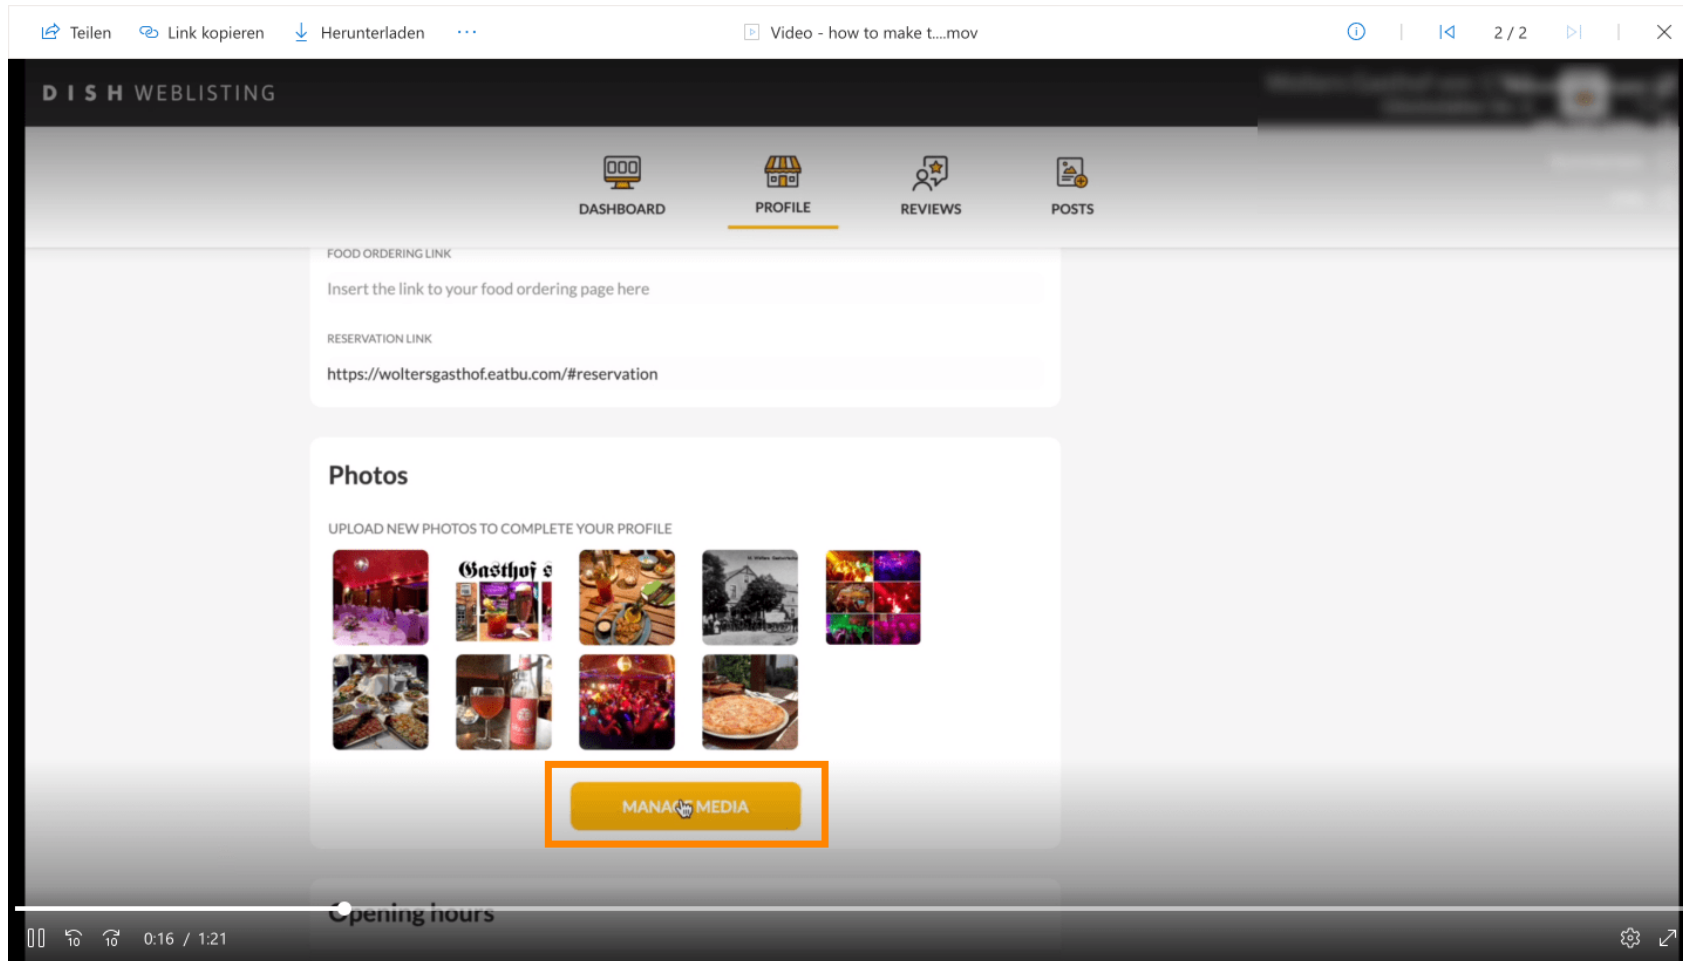 Teilen Link kopieren Herunterladen ... Video - how to make t....mov 2 / 2
DISH WEBLISTING
DASHBOARD PROFILE REVIEWS POSTS
FOOD ORDERING LINK
Insert the link to your food ordering page here
RESERVATION LINK
https://woltersgasthof.eatbu.com/#reservation
Photos
UPLOAD NEW PHOTOS TO COMPLETE YOUR PROFILE
Gasthof s
MANAGE MEDIA
Opening hours
10 10 0:16 / 1:21